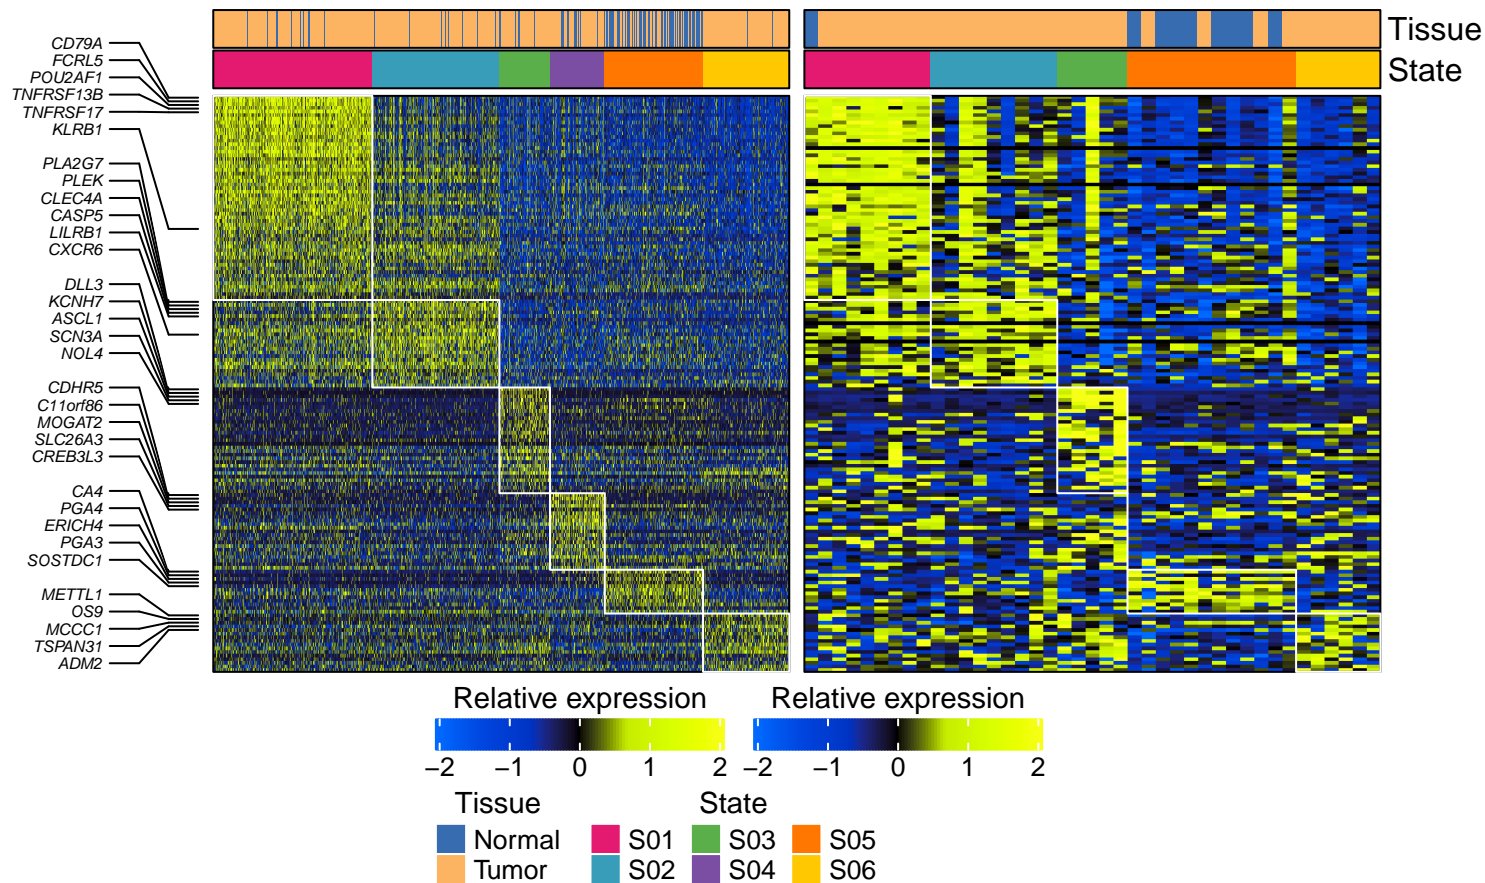 Tissue
State
CD79A
FCRL5
POU2AF1
TNFRSF13B
TNFRSF17
KLRB1
PLA2G7
PLEK
CLEC4A
CASP5
LILRB1
CXCR6
DLL3
KCNH7
ASCL1
SCN3A
NOL4
CDHR5
C11orf86
MOGAT2
SLC26A3
CREB3L3
CA4
PGA4
ERICH4
PGA3
SOSTDC1
METTL1
OS9
MCCC1
TSPAN31
ADM2
Relative expression Relative expression
−2 −1 0 1 2 −2 −1 0 1 2
Tissue State
Normal S01 S03 S05
Tumor S02 S04 S06